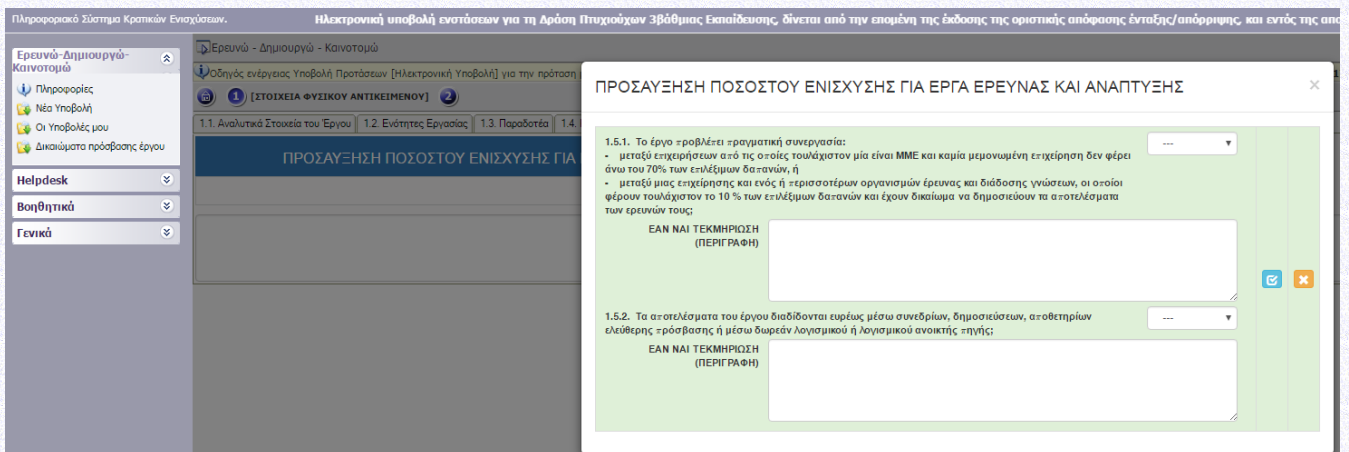 Πληροφοριακό Σύστημα Κρατικών Ενισχύσεων.
Ηλεκτρονική υποβολή ενστάσεων για τη Δράση Πτυχιούχων 3βάθμιας Εκπαίδευσης, δίνεται από την επομένη της έκδοσης της οριστικής απόφασης ένταξης/απόρριψης, και εντός της απο
Ερευνώ-Δημιουργώ-
Καινοτομώ
Πληροφορίες
Νέα Υποβολή
Οι Υποβολές μου
Δικαιώματα πρόσβασης έργου
Helpdesk
Βοηθητικά
Γενικά
Ερευνώ - Δημιουργώ - Καινοτομώ
Οδηγός ενέργειας Υποβολή Προτάσεων [Ηλεκτρονική Υποβολή] για την πρόταση
1 [ΣΤΟΙΧΕΙΑ ΦΥΣΙΚΟΥ ΑΝΤΙΚΕΙΜΕΝΟΥ] 2
1.1. Αναλυτικά Στοιχεία του Έργου 1.2. Ενότητες Εργασίας 1.3. Παραδοτέα 1.4.
ΠΡΟΣΑΥΞΗΣΗ ΠΟΣΟΣΤΟΥ ΕΝΙΣΧΥΣΗΣ ΓΙΑ
ΠΡΟΣΑΥΞΗΣΗ ΠΟΣΟΣΤΟΥ ΕΝΙΣΧΥΣΗΣ ΓΙΑ ΕΡΓΑ ΕΡΕΥΝΑΣ ΚΑΙ ΑΝΑΠΤΥΞΗΣ ×
1.5.1. Το έργο προβλέπει πραγματική συνεργασία: ---
- μεταξύ επιχειρήσεων από τις οποίες τουλάχιστον μία είναι ΜΜΕ και καμία μεμονωμένη επιχείρηση δεν φέρει
άνω του 70% των επιλέξιμων δαπανών, ή
- μεταξύ μιας επιχείρησης και ενός ή περισσοτέρων οργανισμών έρευνας και διάδοσης γνώσεων, οι οποίοι
φέρουν τουλάχιστον το 10 % των επιλέξιμων δαπανών και έχουν δικαίωμα να δημοσιεύουν τα αποτελέσματα
των ερευνών τους;
ΕΑΝ ΝΑΙ ΤΕΚΜΗΡΙΩΣΗ
(ΠΕΡΙΓΡΑΦΗ)
1.5.2. Τα αποτελέσματα του έργου διαδίδονται ευρέως μέσω συνεδρίων, δημοσιεύσεων, αποθετηρίων ---
ελεύθερης πρόσβασης ή μέσω δωρεάν λογισμικού ή λογισμικού ανοικτής πηγής;
ΕΑΝ ΝΑΙ ΤΕΚΜΗΡΙΩΣΗ
(ΠΕΡΙΓΡΑΦΗ)